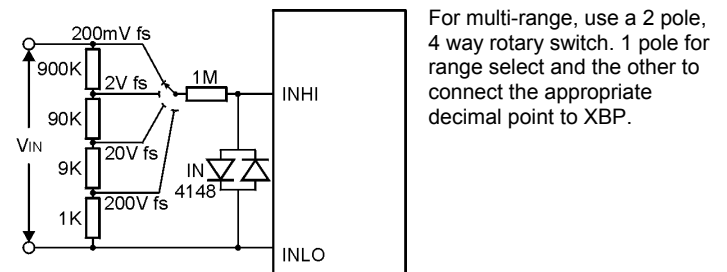 200mV fs
900K
2V fs
1M
INHI
90K
VIN
20V fs
9K
IN
4148
200V fs
1K
INLO
For multi-range, use a 2 pole,
4 way rotary switch. 1 pole for
range select and the other to
connect the appropriate
decimal point to XBP.